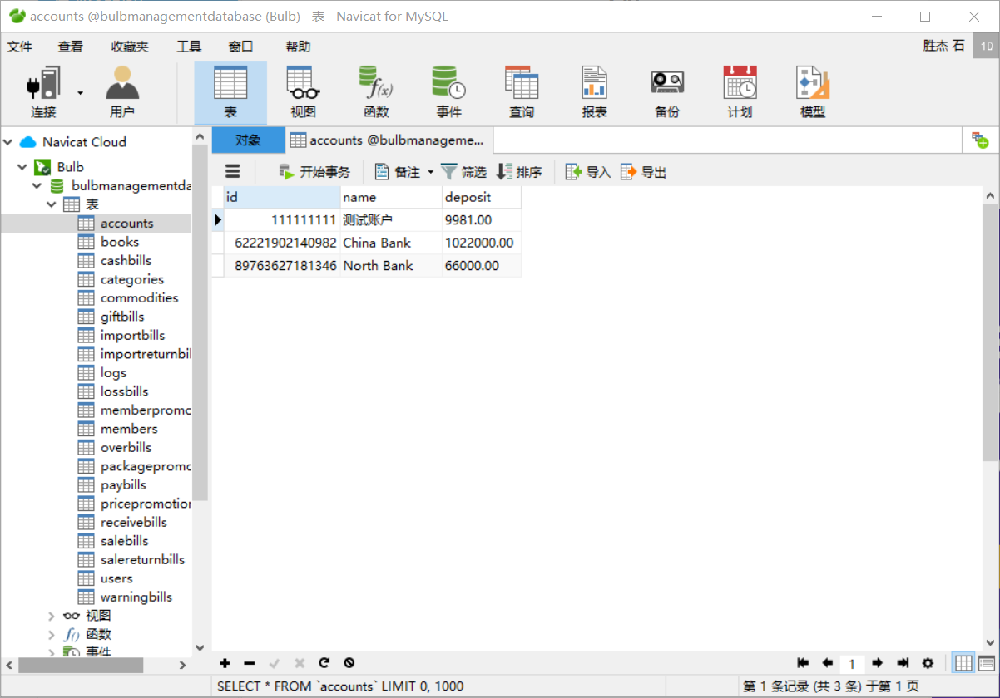 accounts @bulbmanagementdatabase (Bulb) - 表 - Navicat for MySQL
文件 查看 收藏夹 工具 窗口 帮助 胜杰 石 1D
连接 用户 表 视图 函数 事件 查询 报表 备份 计划 模型
Navicat Cloud
Bulb
bulbmanagementda
表
accounts
books
cashbills
categories
commodities
giftbills
importbills
importreturnbil
logs
lossbills
memberpromo
members
overbills
packagepromo
paybills
pricepromotion
receivebills
salebills
salereturnbills
users
warningbills
视图
函数
事件
对象 accounts @bulbmanageme...
开始事务 备注 筛选 排序 导入 导出
id name deposit
111111111 测试账户 9981.00
62221902140982 China Bank 1022000.00
89763627181346 North Bank 66000.00
1
SELECT * FROM `accounts` LIMIT 0, 1000 第 1 条记录 (共 3 条) 于第 1 页